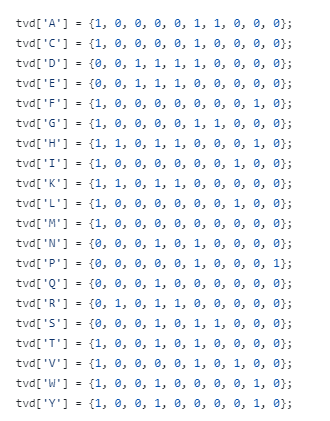 tvd['A'] = {1, 0, 0, 0, 0, 1, 1, 0, 0, 0};
tvd['C'] = {1, 0, 0, 0, 0, 1, 0, 0, 0, 0};
tvd['D'] = {0, 0, 1, 1, 1, 1, 0, 0, 0, 0};
tvd['E'] = {0, 0, 1, 1, 1, 0, 0, 0, 0, 0};
tvd['F'] = {1, 0, 0, 0, 0, 0, 0, 0, 1, 0};
tvd['G'] = {1, 0, 0, 0, 0, 1, 1, 0, 0, 0};
tvd['H'] = {1, 1, 0, 1, 1, 0, 0, 0, 1, 0};
tvd['I'] = {1, 0, 0, 0, 0, 0, 0, 1, 0, 0};
tvd['K'] = {1, 1, 0, 1, 1, 0, 0, 0, 0, 0};
tvd['L'] = {1, 0, 0, 0, 0, 0, 0, 1, 0, 0};
tvd['M'] = {1, 0, 0, 0, 0, 0, 0, 0, 0, 0};
tvd['N'] = {0, 0, 0, 1, 0, 1, 0, 0, 0, 0};
tvd['P'] = {0, 0, 0, 0, 0, 1, 0, 0, 0, 1};
tvd['Q'] = {0, 0, 0, 1, 0, 0, 0, 0, 0, 0};
tvd['R'] = {0, 1, 0, 1, 1, 0, 0, 0, 0, 0};
tvd['S'] = {0, 0, 0, 1, 0, 1, 1, 0, 0, 0};
tvd['T'] = {1, 0, 0, 1, 0, 1, 0, 0, 0, 0};
tvd['V'] = {1, 0, 0, 0, 0, 1, 0, 1, 0, 0};
tvd['W'] = {1, 0, 0, 1, 0, 0, 0, 0, 1, 0};
tvd['Y'] = {1, 0, 0, 1, 0, 0, 0, 0, 1, 0};